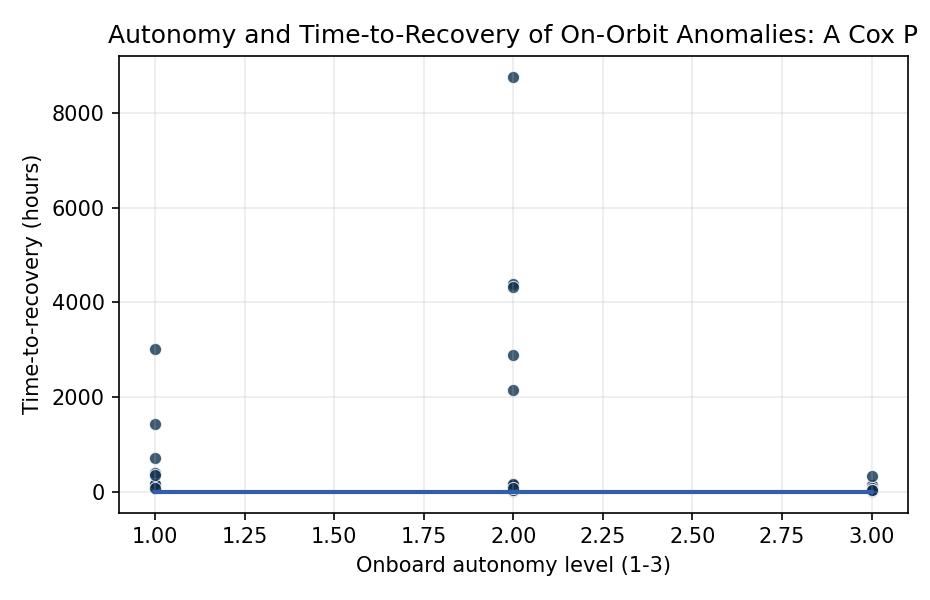 Autonomy and Time-to-Recovery of On-Orbit Anomalies: A Cox P
Time-to-recovery (hours)
8000
6000
4000
2000
0
1.00 1.25 1.50 1.75 2.00 2.25 2.50 2.75 3.00
Onboard autonomy level (1-3)